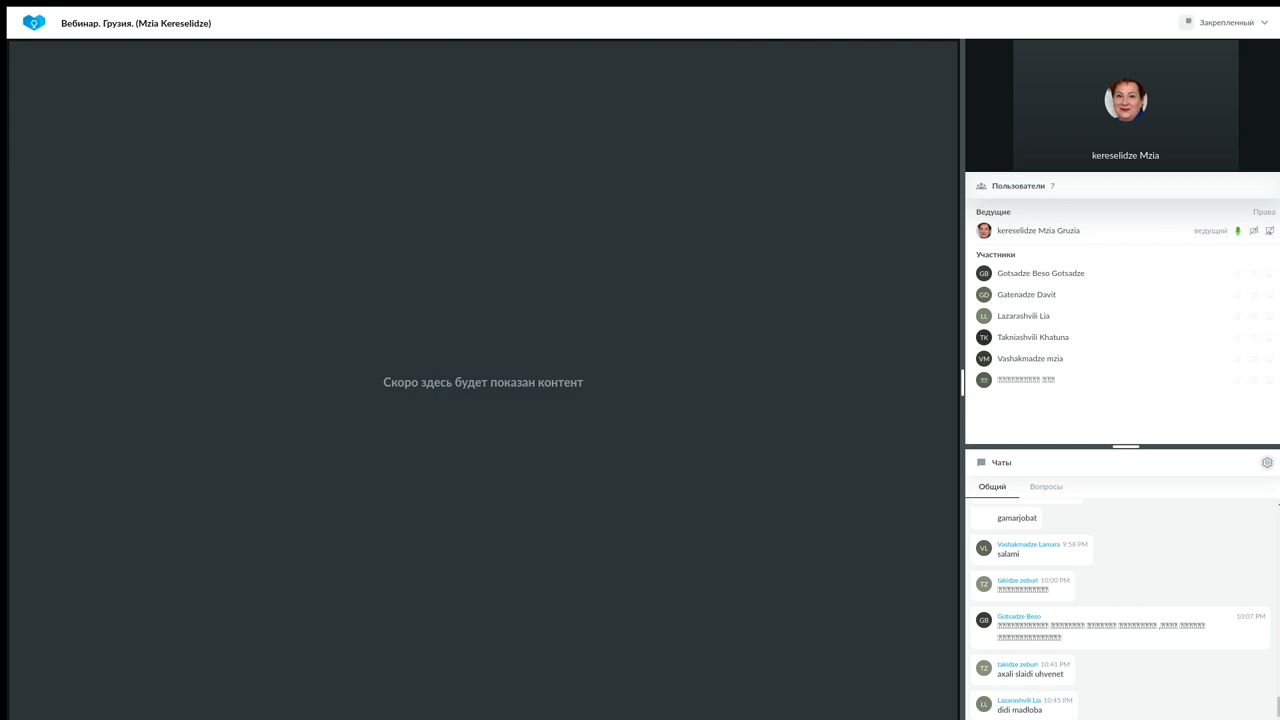 Вебинар. Грузия. (Mzia Kereselidze)
Закрепленный
Скоро здесь будет показан контент
kereselidze Mzia
Пользователи 7
Ведущие Права
kereselidze Mzia Gruzia ведущий
Участники
GB Gotsadze Beso Gotsadze
GD Gatenadze Davit
LL Lazarashvili Lia
TK Takniashvili Khatuna
VM Vashakmadze mzia
Чаты
Общий Вопросы
gamarjobat
VL Vashakmadze Lamara 9:58 PM
salami
TZ takidze zeburi 10:00 PM
GB Gotsadze Beso 10:07 PM
TZ takidze zeburi 10:41 PM
axali slaidi uhvenet
LL Lazarashvili Lia 10:45 PM
didi madloba